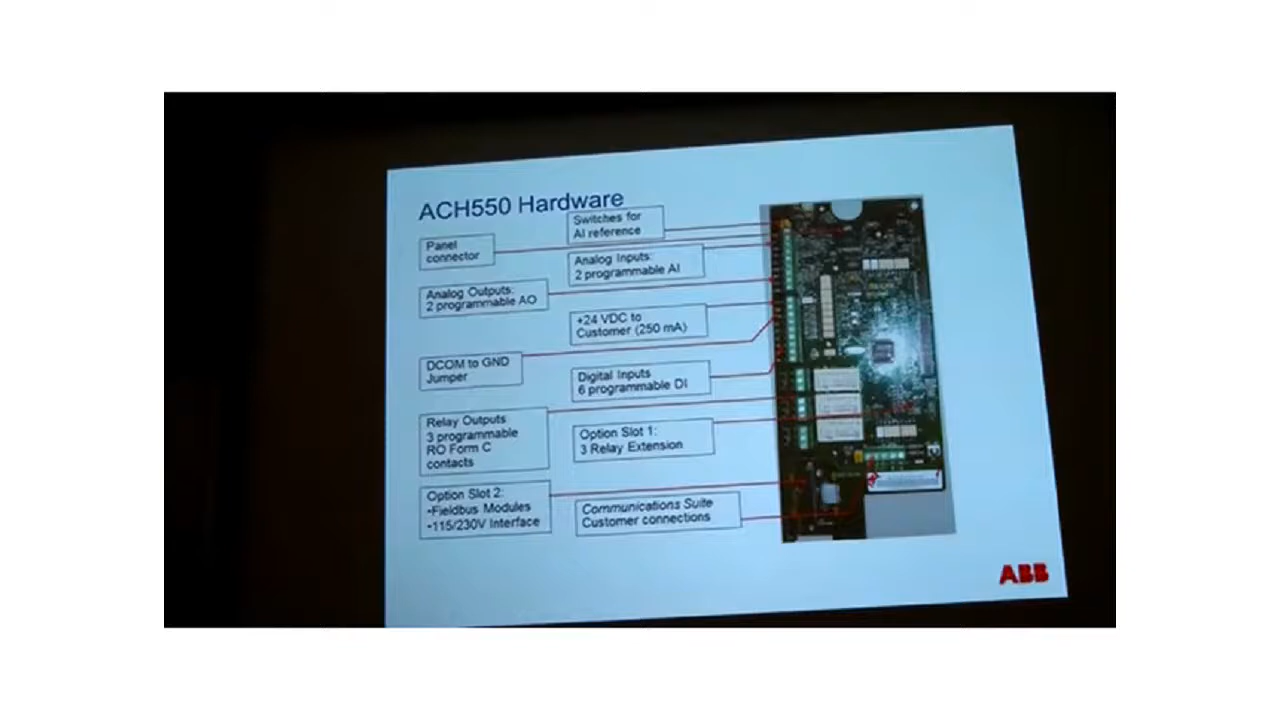 ACH550 Hardware
Switches for
AI reference
Panel
connector
Analog Inputs:
2 programmable AI
Analog Outputs:
2 programmable AO
+24 VDC to
Customer (250 mA)
DCOM to GND
Jumper
Digital Inputs
6 programmable DI
Relay Outputs
3 programmable
RO Form C
contacts
Option Slot 1:
3 Relay Extension
Option Slot 2:
•Fieldbus Modules
•115/230V Interface
Communications Suite
Customer connections
ABB